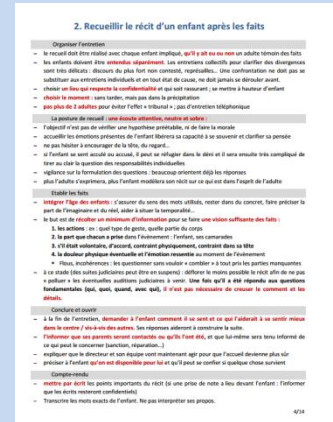 2. Recueillir le récit d'un enfant après les faits
Organiser l'entretien
– le recueil doit être réalisé avec chaque enfant impliqué, qu'il y ait eu ou non un adulte témoin des faits
– les enfants doivent être entendus séparément. Les entretiens collectifs pour clarifier des divergences
sont très délicats : discours du plus fort non contesté, représailles... Une confrontation ne doit pas se
substituer aux entretiens individuels et en tout état de cause, ne doit jamais se dérouler avant.
– choisir un lieu qui respecte la confidentialité et qui soit rassurant ; se mettre à hauteur d'enfant
– choisir le moment : sans tarder, mais pas dans la précipitation
– pas plus de 2 adultes pour éviter l'effet « tribunal » ; pas d'entretien téléphonique
La posture de recueil : une écoute attentive, neutre et sobre :
– l'objectif n'est pas de vérifier une hypothèse préétablie, ni de faire la morale
– accueillir les émotions présentes de l'enfant libérera sa capacité à se souvenir et clarifier sa pensée
– ne pas hésiter à encourager de la tête, du regard...
– si l'enfant se sent acculé ou accusé, il peut se réfugier dans le déni et il sera ensuite très compliqué de
tirer au clair la question des responsabilités individuelles
– vigilance sur la formulation des questions : beaucoup orientent déjà les réponses
– plus l'adulte s'exprimera, plus l'enfant modèlera son récit sur ce qui est dans l'esprit de l'adulte
Etablir les faits
– intégrer l'âge des enfants : s'assurer du sens des mots utilisés, rester dans du concret, faire préciser la
part de l'imaginaire et du réel, aider à situer la temporalité...
– le but est de récolter un minimum d'information pour se faire une vision suffisante des faits :
1. les actions : ex : quel type de geste, quelle partie du corps
2. la part que chacun a prise dans l'évènement : l'enfant, ses camarades
3. s'il était volontaire, d'accord, contraint physiquement, contraint dans sa tête
4. la douleur physique éventuelle et l'émotion ressentie au moment de l'évènement
• Flous, incohérences : les questionner sans vouloir « combler » à tout prix les parties manquantes
– à ce stade (des suites judiciaires peut être en suspens) : déflorer le moins possible le récit afin de ne pas
« polluer » les éventuelles auditions judiciaires à venir. Une fois qu'il a été répondu aux questions
fondamentales (qui, quoi, quand, avec qui), il n'est pas nécessaire de creuser le comment et les
détails.
Conclure et ouvrir
– à la fin de l'entretien, demander à l'enfant comment il se sent et ce qui l'aiderait à se sentir mieux
dans le centre / vis-à-vis des autres. Ses réponses aideront à construire la suite.
– l'informer que ses parents seront contactés ou qu'ils l'ont été, et que lui-même sera tenu informé de
ce qui peut le concerner (sanction, réparation...)
– expliquer que le directeur et son équipe vont maintenant agir pour que l'accueil devienne plus sûr
– préciser à l'enfant qu'on est disponible pour lui et qu'il peut se confier si quelque chose survient
Compte-rendu
– mettre par écrit les points importants du récit (si une prise de note a lieu devant l'enfant : l'informer
que les écrits resteront confidentiels)
– Transcrire les mots exacts de l'enfant. Ne pas interpréter ses propos.
4/14